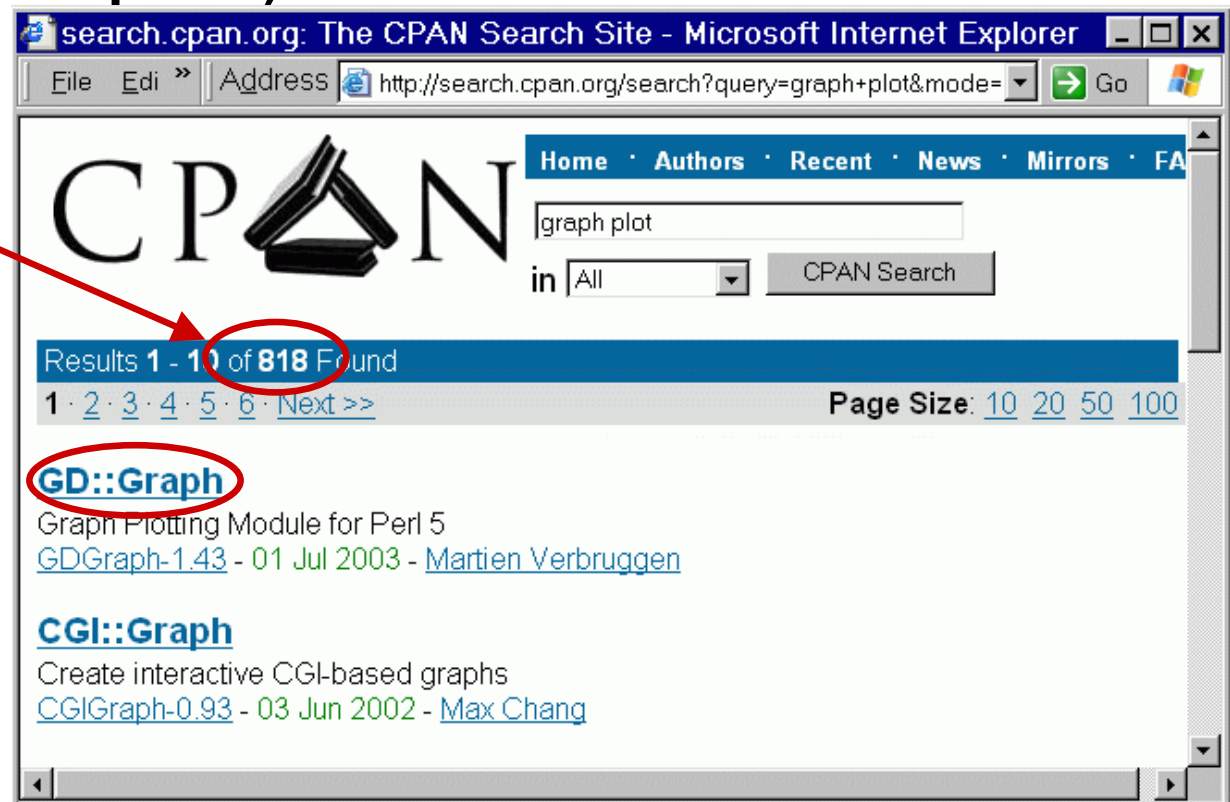 search.cpan.org: The CPAN Search Site - Microsoft Internet Explorer
File Edi » Address http://search.cpan.org/search?query=graph+plot&mode= Go
CPAN
Home · Authors · Recent · News · Mirrors · FA
graph plot
in All CPAN Search
Results 1 - 10 of 818 Found
1 · 2 · 3 · 4 · 5 · 6 · Next >> Page Size: 10 20 50 100
GD::Graph
Graph Plotting Module for Perl 5
GDGraph-1.43 - 01 Jul 2003 - Martien Verbruggen
CGI::Graph
Create interactive CGI-based graphs
CGIGraph-0.93 - 03 Jun 2002 - Max Chang